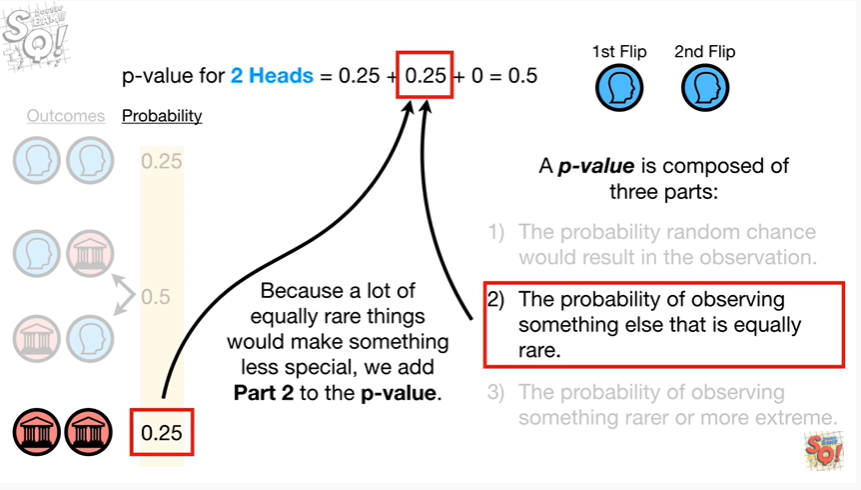 p-value for 2 Heads = 0.25 + 0.25 + 0 = 0.5
1st Flip 2nd Flip
Outcomes Probability
0.25
0.5
0.25
Because a lot of
equally rare things
would make something
less special, we add
Part 2 to the p-value.
A p-value is composed of
three parts:
1) The probability random chance
would result in the observation.
2) The probability of observing
something else that is equally
rare.
3) The probability of observing
something rarer or more extreme.
SQ!